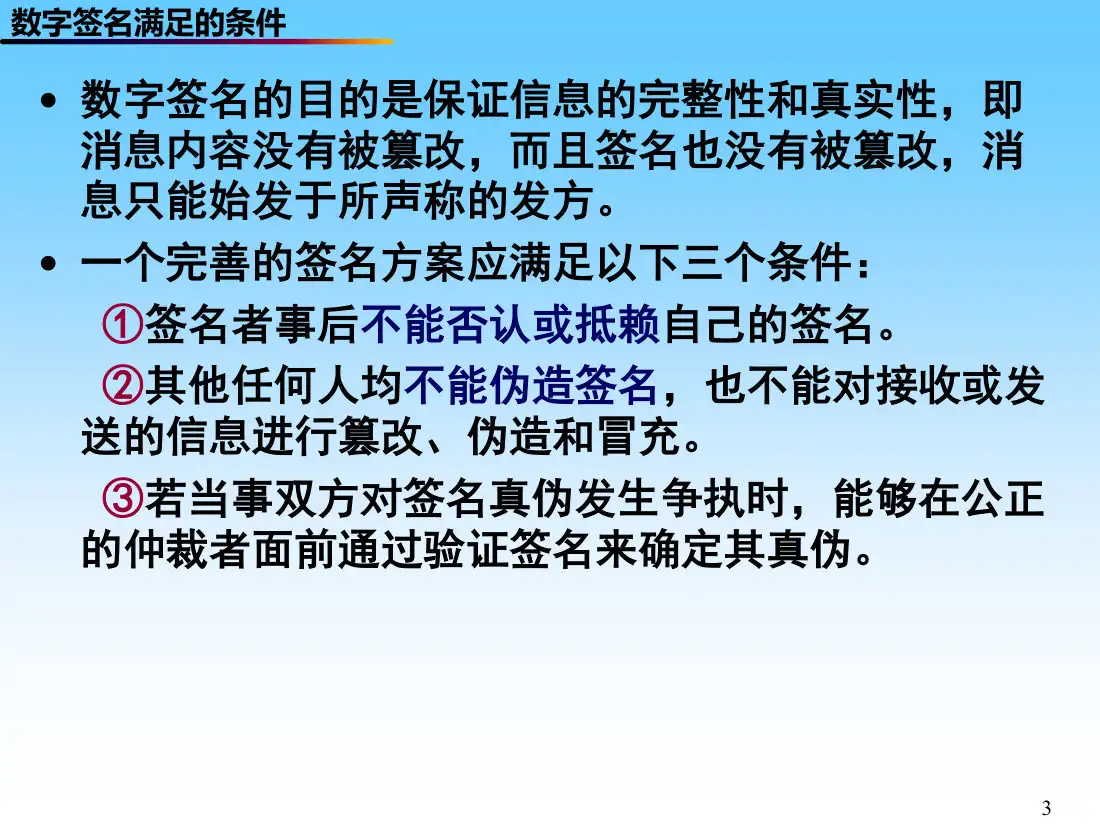 数字签名满足的条件
• 数字签名的目的是保证信息的完整性和真实性，即
消息内容没有被篡改，而且签名也没有被篡改，消
息只能始发于所声称的发方。
• 一个完善的签名方案应满足以下三个条件：
①签名者事后不能否认或抵赖自己的签名。
②其他任何人均不能伪造签名，也不能对接收或发
送的信息进行篡改、伪造和冒充。
③若当事双方对签名真伪发生争执时，能够在公正
的仲裁者面前通过验证签名来确定其真伪。
3